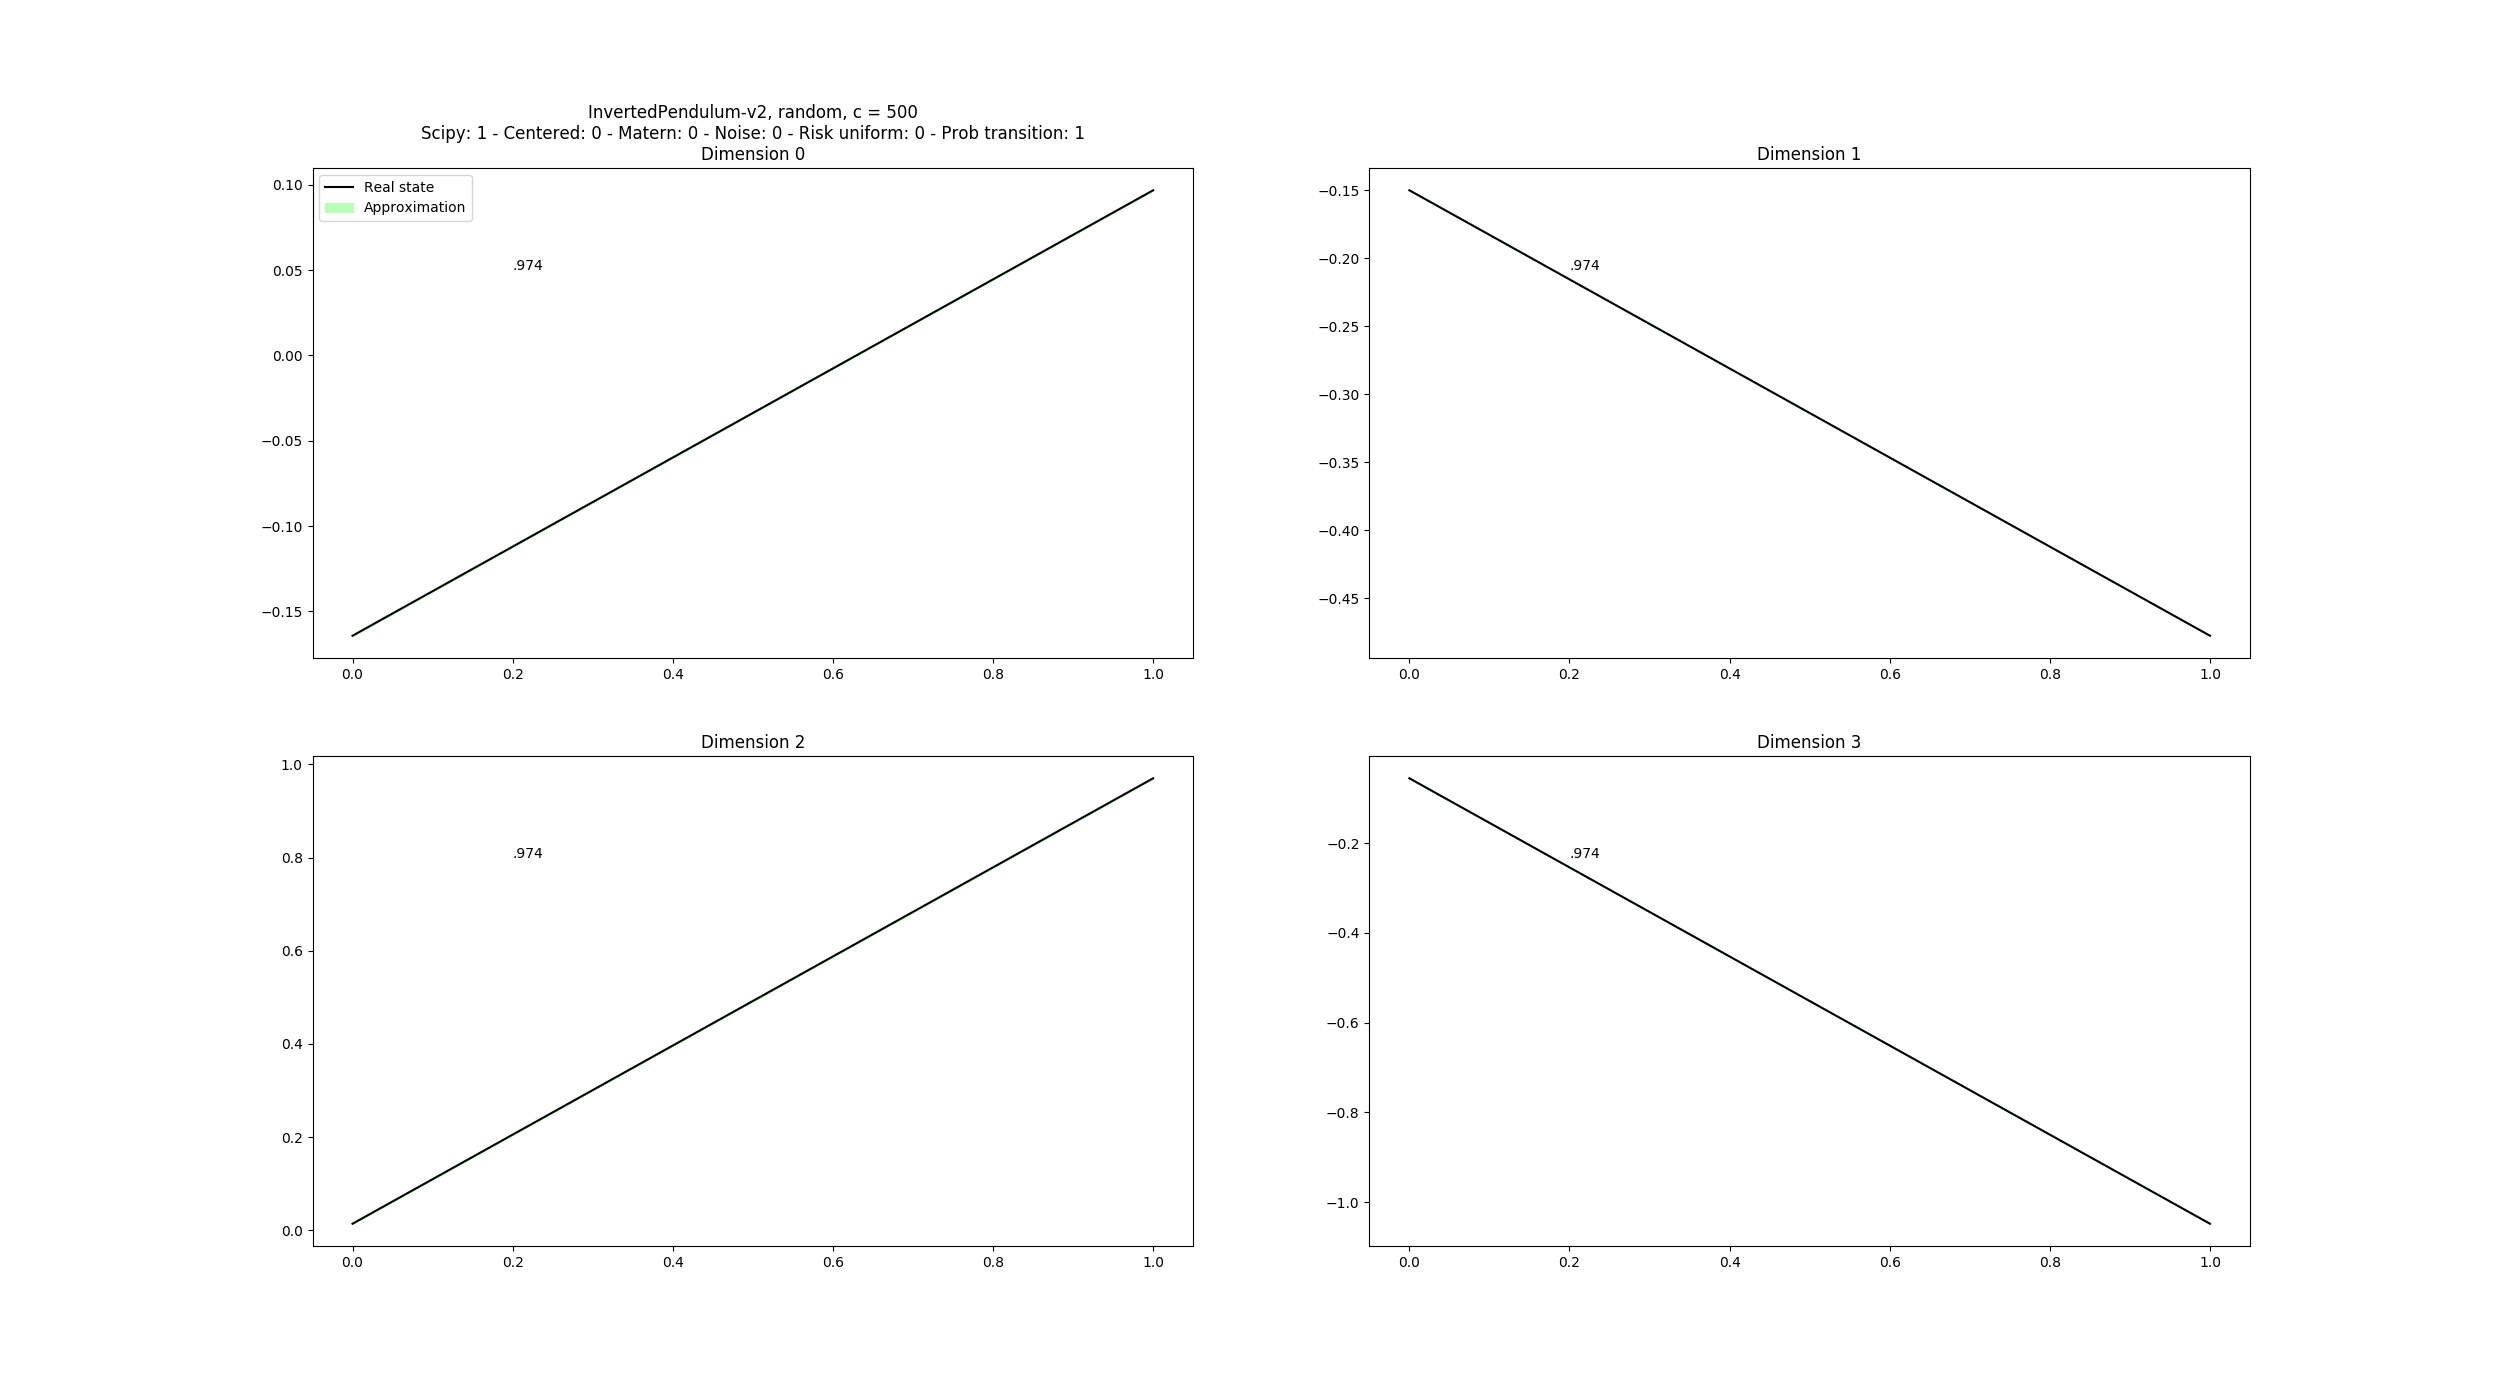 InvertedPendulum-v2, random, c = 500
Scipy: 1 - Centered: 0 - Matern: 0 - Noise: 0 - Risk uniform: 0 - Prob transition: 1
Dimension 0
Real state
Approximation
.974
0.10
0.05
0.00
−0.05
−0.10
−0.15
0.0 0.2 0.4 0.6 0.8 1.0
Dimension 1
.974
−0.15
−0.20
−0.25
−0.30
−0.35
−0.40
−0.45
0.0 0.2 0.4 0.6 0.8 1.0
Dimension 2
.974
1.0
0.8
0.6
0.4
0.2
0.0
0.0 0.2 0.4 0.6 0.8 1.0
Dimension 3
.974
−0.2
−0.4
−0.6
−0.8
−1.0
0.0 0.2 0.4 0.6 0.8 1.0